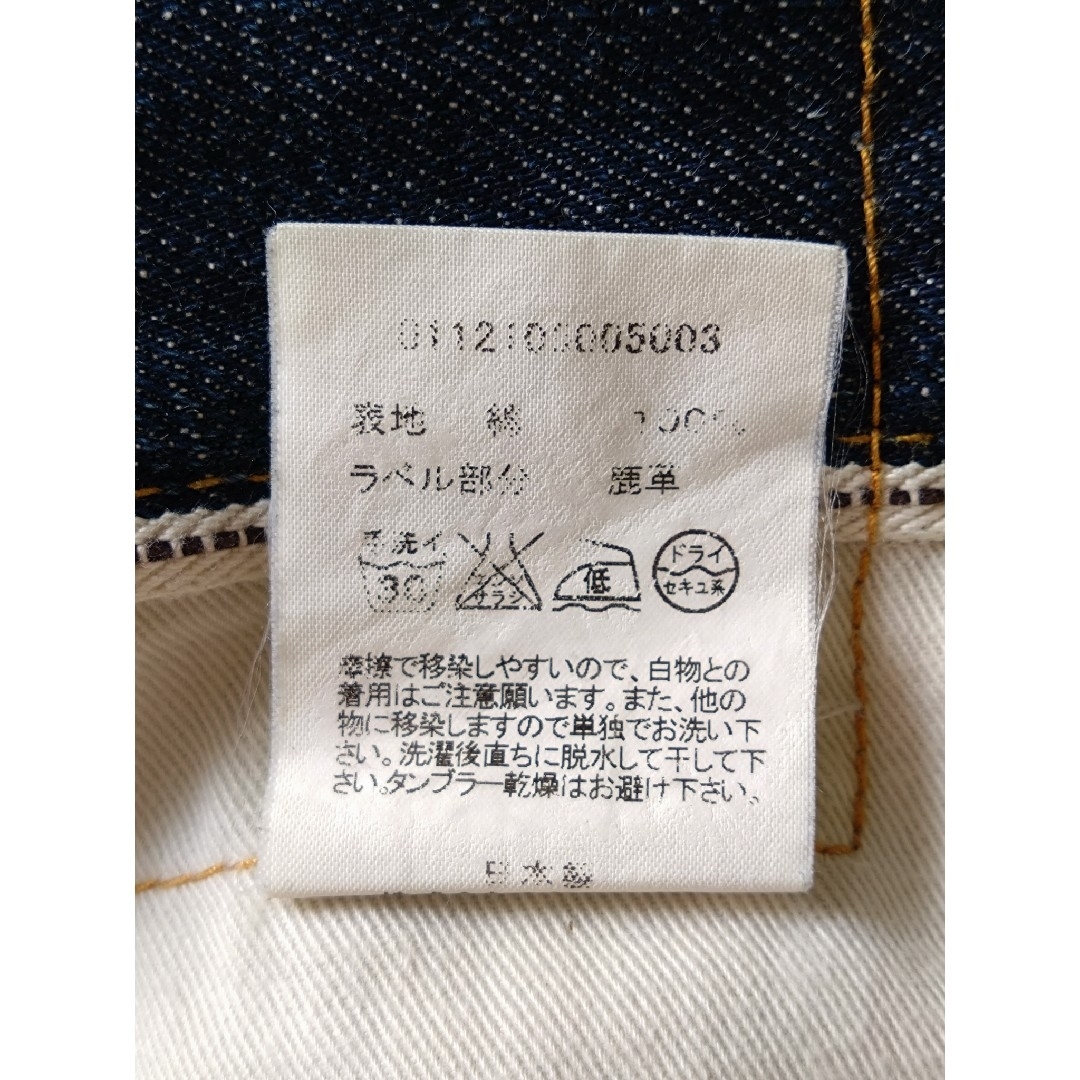 0112103005003
表地 綿 100%
ラベル部分 鹿単
手洗イ
30
エンソ
サラシ
低
ドライ
セキユ系
摩擦で移染しやすいので、白物との
着用はご注意願います。また、他の
物に移染しますので単独でお洗い下
さい。洗濯後直ちに脱水して干して下
さい。タンブラー乾燥はお避け下さい。
日本製